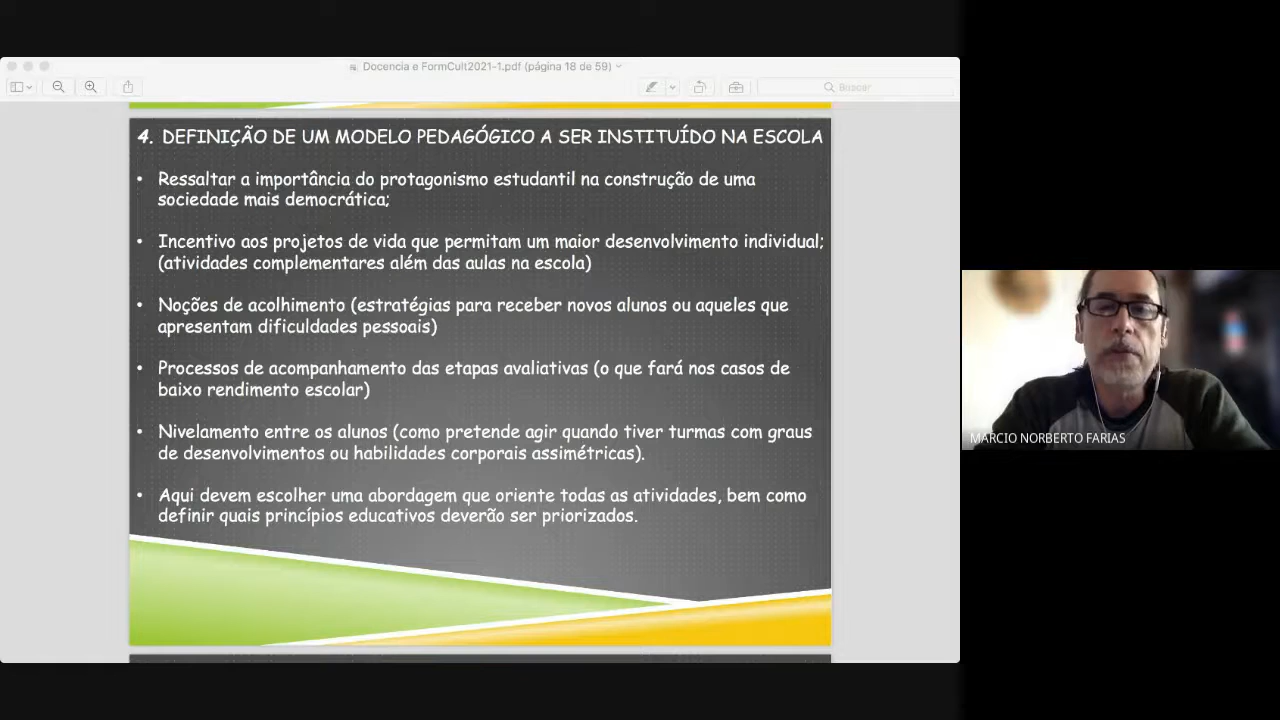 Docencia e FormCult2021-1.pdf (página 18 de 59)
Buscar
4. DEFINIÇÃO DE UM MODELO PEDAGÓGICO A SER INSTITUÍDO NA ESCOLA
• Ressaltar a importância do protagonismo estudantil na construção de uma
sociedade mais democrática;
• Incentivo aos projetos de vida que permitam um maior desenvolvimento individual;
(atividades complementares além das aulas na escola)
• Noções de acolhimento (estratégias para receber novos alunos ou aqueles que
apresentam dificuldades pessoais)
• Processos de acompanhamento das etapas avaliativas (o que fará nos casos de
baixo rendimento escolar)
• Nivelamento entre os alunos (como pretende agir quando tiver turmas com graus
de desenvolvimentos ou habilidades corporais assimétricas).
• Aqui devem escolher uma abordagem que oriente todas as atividades, bem como
definir quais princípios educativos deverão ser priorizados.
MARCIO NORBERTO FARIAS